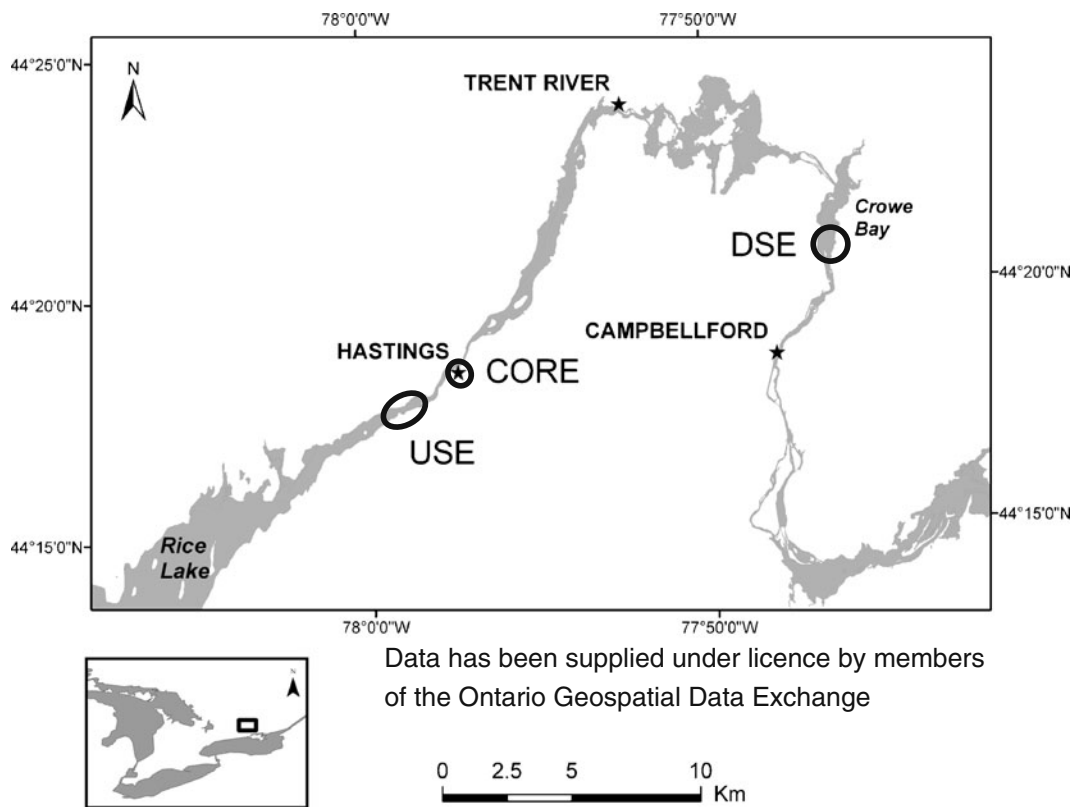 78°0'0"W
77°50'0"W
44°25'0"N
N
TRENT RIVER
Crowe
Bay
DSE
44°20'0"N
44°20'0"N
CAMPBELLFORD
HASTINGS
CORE
USE
44°15'0"N
44°15'0"N
Rice
Lake
78°0'0"W
77°50'0"W
Data has been supplied under licence by members
of the Ontario Geospatial Data Exchange
N
0 2.5 5 10
Km